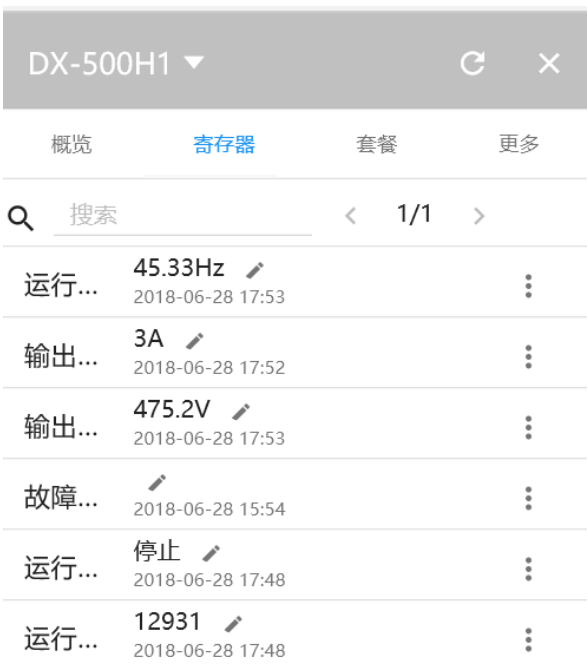 DX-500H1
概览 寄存器 套餐 更多
搜索 1/1
运行... 45.33Hz
2018-06-28 17:53
输出... 3A
2018-06-28 17:52
输出... 475.2V
2018-06-28 17:53
故障...
2018-06-28 15:54
运行... 停止
2018-06-28 17:48
运行... 12931
2018-06-28 17:48